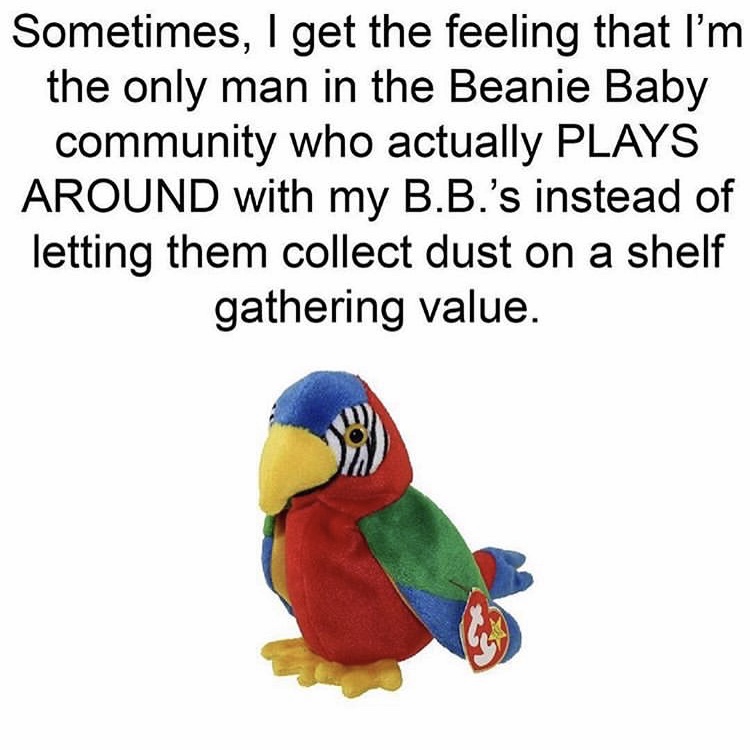 Sometimes, I get the feeling that I'm
the only man in the Beanie Baby
community who actually PLAYS
AROUND with my B.B.'s instead of
letting them collect dust on a shelf
gathering value.
ty